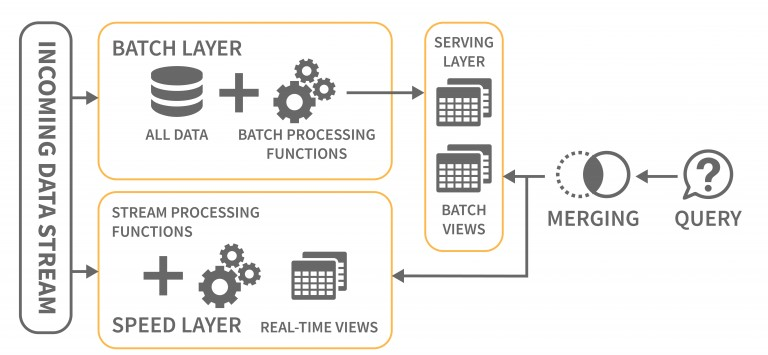 INCOMING DATA STREAM
BATCH LAYER
ALL DATA
BATCH PROCESSING
FUNCTIONS
SERVING
LAYER
BATCH
VIEWS
MERGING
QUERY
STREAM PROCESSING
FUNCTIONS
SPEED LAYER
REAL-TIME VIEWS